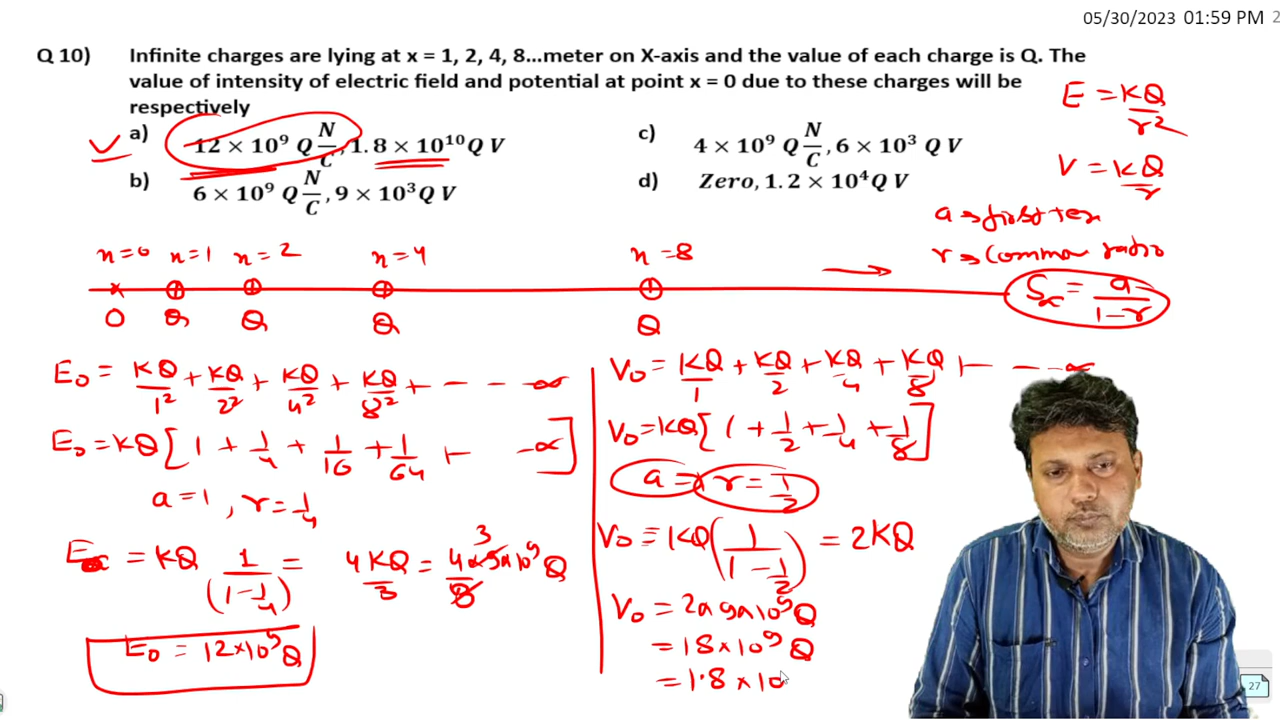 05/30/2023 01:59 PM 2
Q 10) Infinite charges are lying at x = 1, 2, 4, 8...meter on X-axis and the value of each charge is Q. The
value of intensity of electric field and potential at point x = 0 due to these charges will be
respectively
a) 12 × 10⁹ Q N/C, 1.8 × 10¹⁰ Q V
c) 4 × 10⁹ Q N/C, 6 × 10³ Q V
b) 6 × 10⁹ Q N/C, 9 × 10³ Q V
d) Zero, 1.2 × 10⁴ Q V
E = KQ/r²
V = KQ/r
a → first
r → Common ratio
S∝ = a/(1-r)
x=0 x=1 x=2 x=4 x=8
O Q Q Q Q
E₀ = KQ/1² + KQ/2² + KQ/4² + KQ/8² + - - - ∝
E₀ = KQ [ 1 + 1/4 + 1/16 + 1/64 + - ∝ ]
a = 1, r = 1/4
= KQ 1/(1-1/4) = 4KQ/3 = 4×9×10⁹/3 Q
3
E₀ = 12×10⁹ Q
V₀ = KQ/1 + KQ/2 + KQ/4 + KQ/8 + - - - ∝
V₀ = KQ [ 1 + 1/2 + 1/4 + 1/8 ]
a = 1 r = 1/2
V₀ = KQ ( 1/(1-1/2) ) = 2KQ
V₀ = 2×9×10⁹ Q
= 18×10⁹ Q
= 1.8×10
27